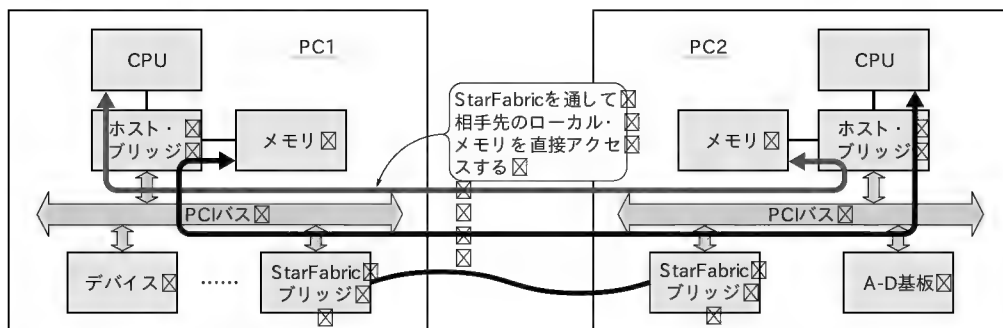 PC1
CPU
ホスト・
ブリッジ
メモリ
PCIバス
デバイス
……
StarFabric
ブリッジ
StarFabricを通して
相手先のローカル・
メモリを直接アクセ
スする
PC2
CPU
メモリ
ホスト・
ブリッジ
PCIバス
StarFabric
ブリッジ
A-D基板